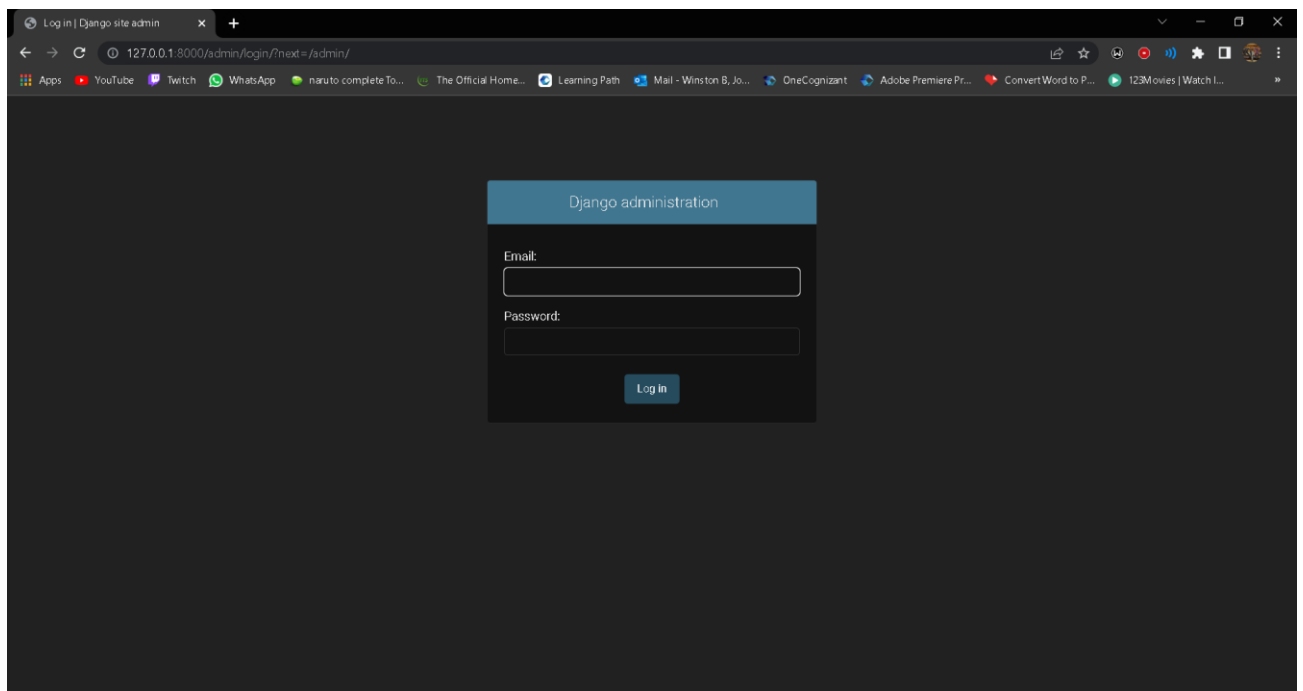 Log in | Django site admin
127.0.0.1:8000/admin/login/?next=/admin/
Apps YouTube Twitch WhatsApp naruto complete To... The Official Home... Learning Path Mail - Winston B, Jo... OneCognizant Adobe Premiere Pr... Convert Word to P... 123Movies | Watch l... »
Django administration
Email:
Password:
Log in